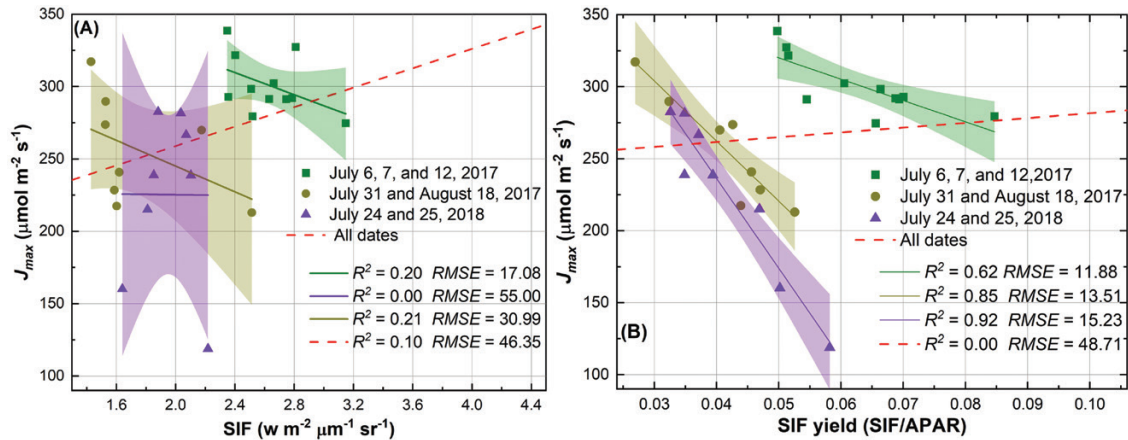 (A)
350
300
250
200
150
100
J_max (μmol m⁻² s⁻¹)
July 6, 7, and 12, 2017
July 31 and August 18, 2017
July 24 and 25, 2018
All dates
R² = 0.20 RMSE = 17.08
R² = 0.00 RMSE = 55.00
R² = 0.21 RMSE = 30.99
R² = 0.10 RMSE = 46.35
1.6 2.0 2.4 2.8 3.2 3.6 4.0 4.4
SIF (w m⁻² μm⁻¹ sr⁻¹)
350
300
250
200
150
100
J_max (μmol m⁻² s⁻¹)
July 6, 7, and 12,2017
July 31 and August 18, 2017
July 24 and 25, 2018
All dates
R² = 0.62 RMSE = 11.88
R² = 0.85 RMSE = 13.51
R² = 0.92 RMSE = 15.23
R² = 0.00 RMSE = 48.71
(B)
0.03 0.04 0.05 0.06 0.07 0.08 0.09 0.10
SIF yield (SIF/APAR)